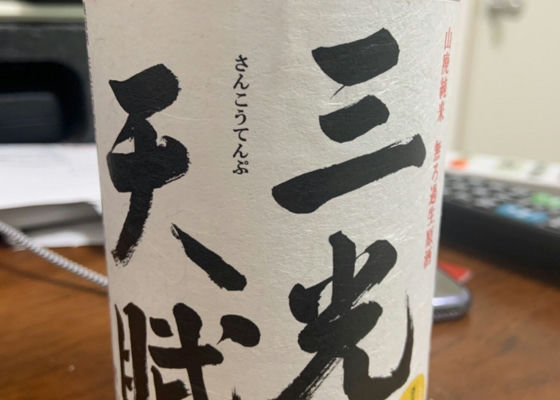 山廃純米 無ろ過生原酒
三光
さんこうてんぷ
天賦